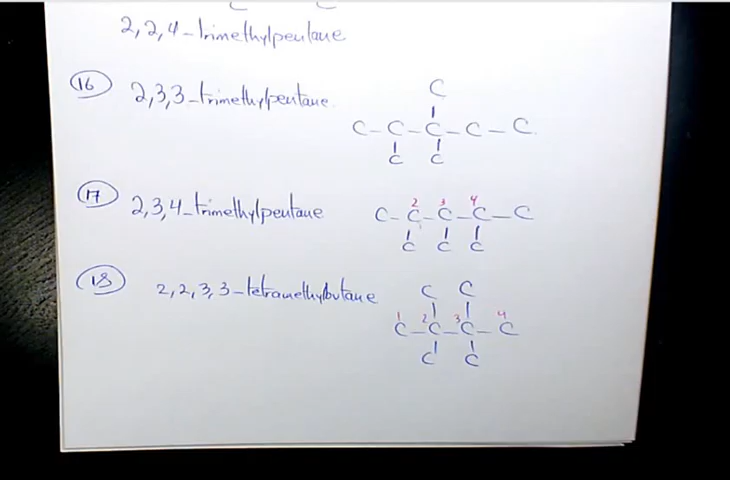 2,2,4-trimethylpentane
16 2,3,3-trimethylpentane.
C
C-C-C-C-C
C C
17 2,3,4-trimethylpentane
2 3 4
C-C-C-C-C
C C C
18 2,2,3,3-tetramethylbutane
C C
1 2 3 4
C-C-C-C
C C